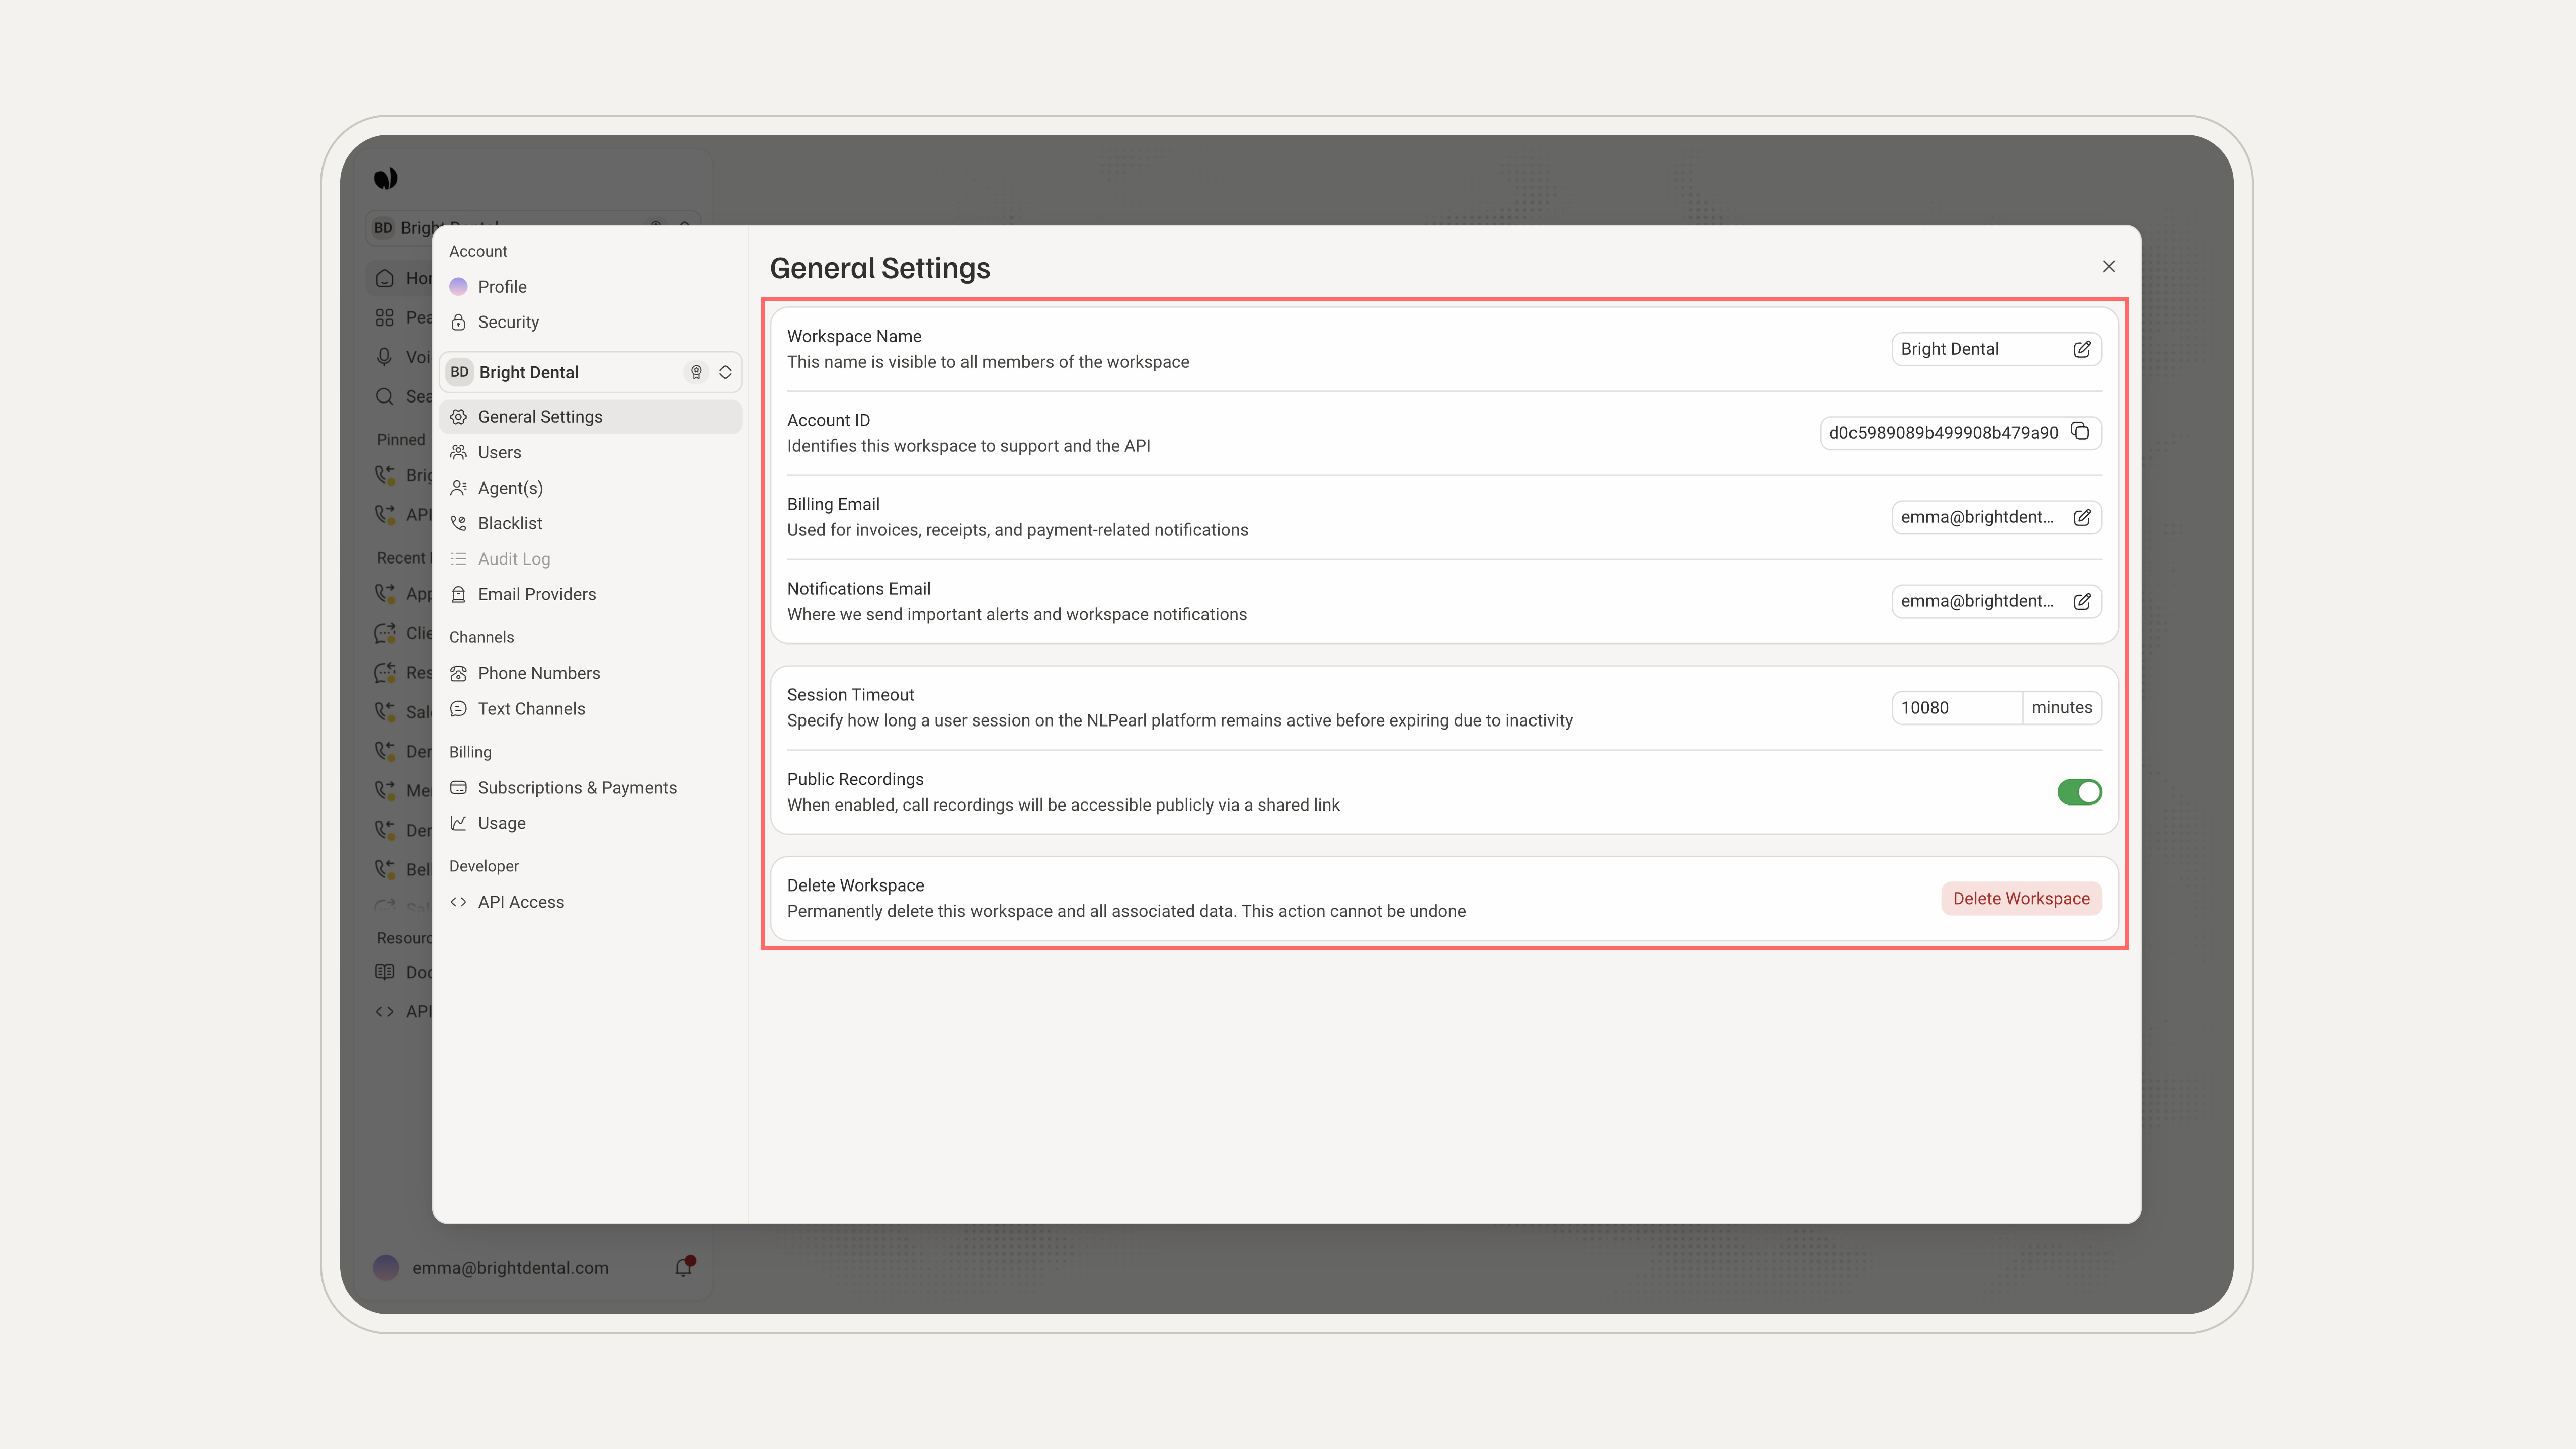 BD
Account
Profile
Security
BD Bright Dental
General Settings
Users
Agent(s)
Blacklist
Audit Log
Email Providers
Channels
Phone Numbers
Text Channels
Billing
Subscriptions & Payments
Usage
Developer
API Access
Pinned
API
API
emma@brightdental.com
General Settings
Workspace Name
This name is visible to all members of the workspace
Bright Dental
Account ID
Identifies this workspace to support and the API
d0c5989089b499908b479a90
Billing Email
Used for invoices, receipts, and payment-related notifications
emma@brightdent...
Notifications Email
Where we send important alerts and workspace notifications
emma@brightdent...
Session Timeout
Specify how long a user session on the NLPearl platform remains active before expiring due to inactivity
10080 minutes
Public Recordings
When enabled, call recordings will be accessible publicly via a shared link
Delete Workspace
Permanently delete this workspace and all associated data. This action cannot be undone
Delete Workspace